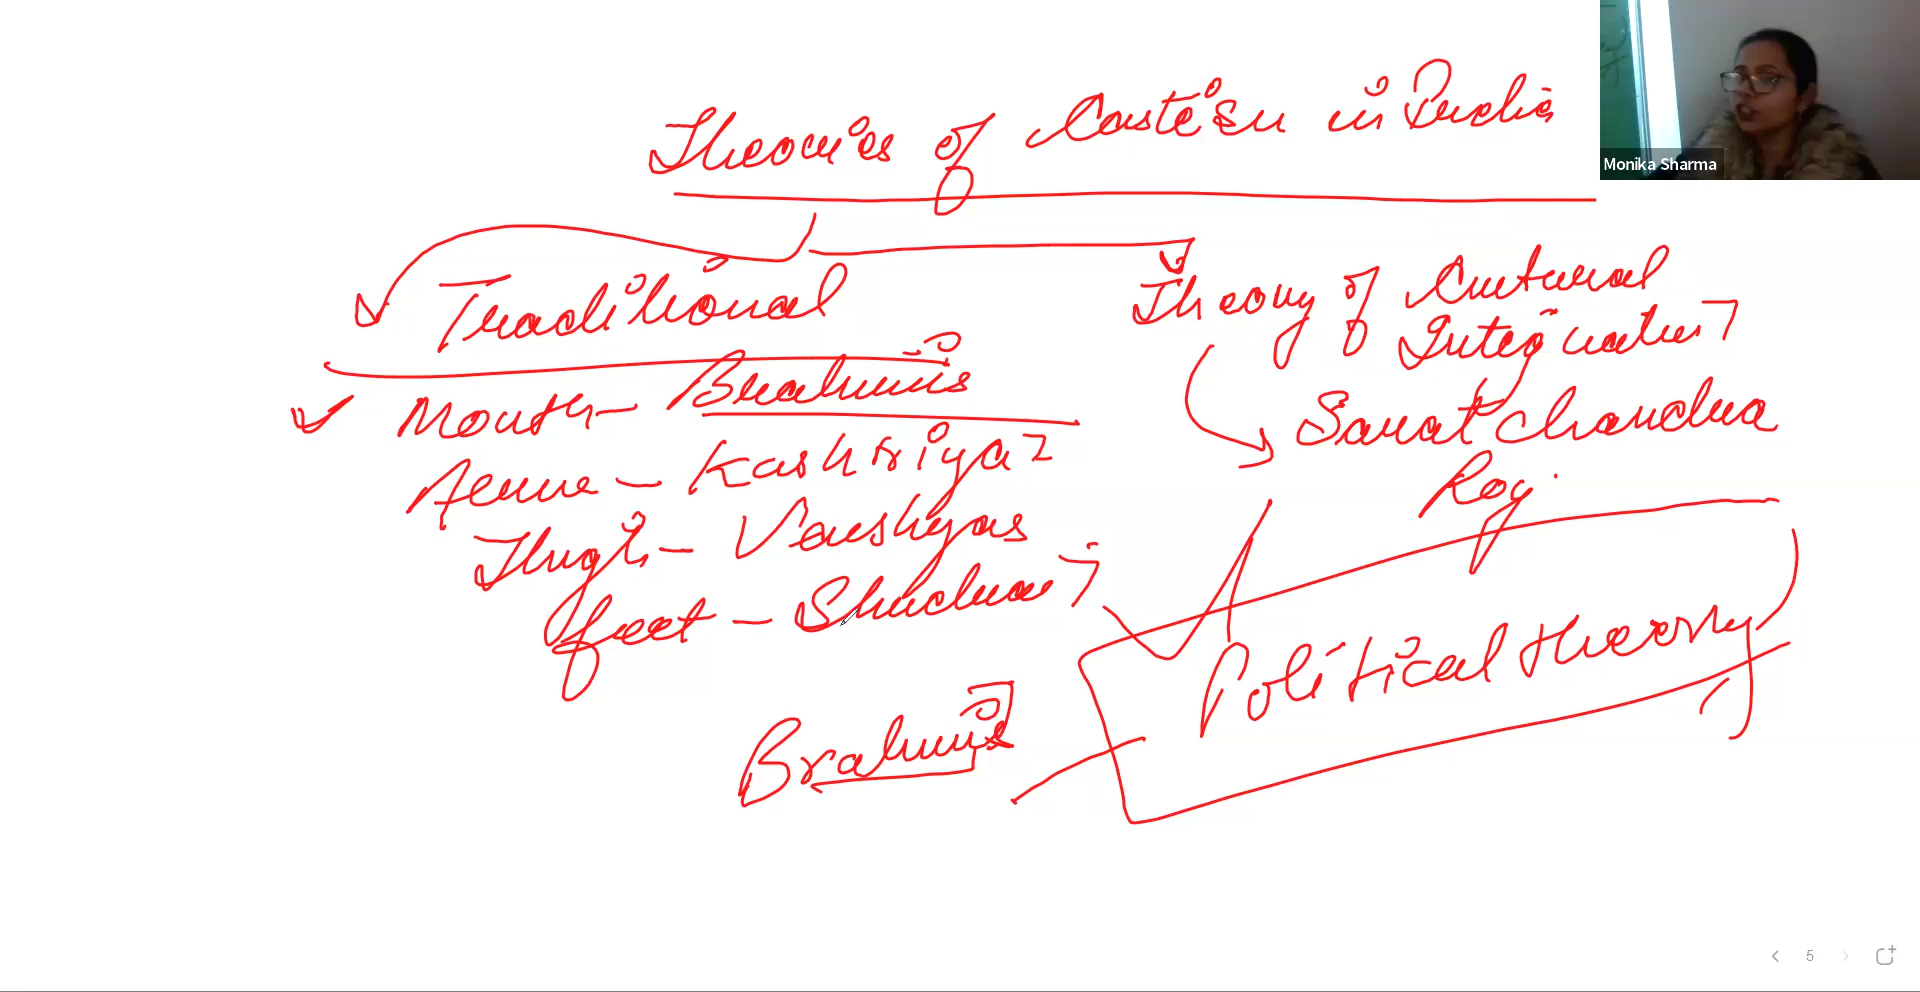 Theories of Casteism in India
Traditional
Mouth - Brahmins
Arms - Kashtriyas
Thigh - Vaishyas
feet - Shudras
Theory of Cultural
Integration
Sarat Chandra
Roy
Political theory
Brahmins
Monika Sharma
5